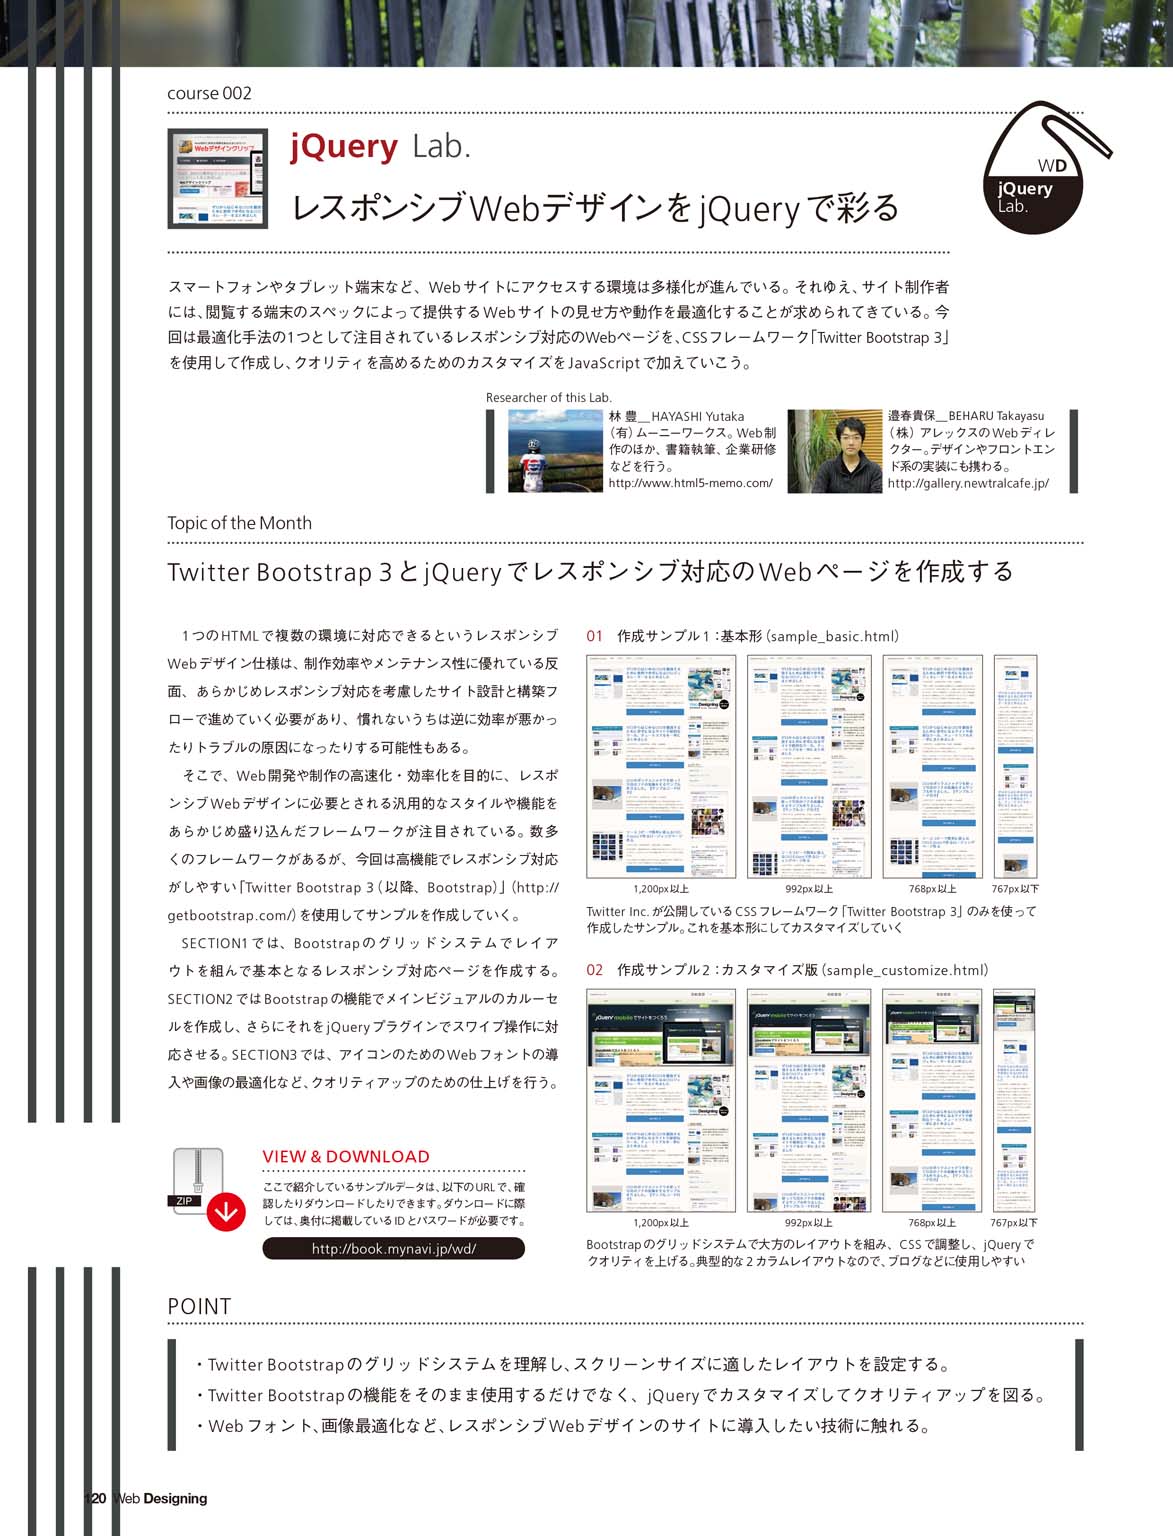 course 002
Webデザインクリップ
jQuery Lab.
レスポンシブWebデザインをjQueryで彩る
WD
jQuery
Lab.
スマートフォンやタブレット端末など、Webサイトにアクセスする環境は多様化が進んでいる。それゆえ、サイト制作者
には、閲覧する端末のスペックによって提供するWebサイトの見せ方や動作を最適化することが求められてきている。今
回は最適化手法の1つとして注目されているレスポンシブ対応のWebページを、CSSフレームワーク「Twitter Bootstrap 3」
を使用して作成し、クオリティを高めるためのカスタマイズをJavaScriptで加えていこう。
Researcher of this Lab.
林 豊__HAYASHI Yutaka
（有）ムーニーワークス。Web制
作のほか、書籍執筆、企業研修
などを行う。
http://www.html5-memo.com/
邉春貴保__BEHARU Takayasu
（株）アレックスのWebディレ
クター。デザインやフロントエン
ド系の実装にも携わる。
http://gallery.newtralcafe.jp/
Topic of the Month
Twitter Bootstrap 3とjQueryでレスポンシブ対応のWebページを作成する
1つのHTMLで複数の環境に対応できるというレスポンシブ
Webデザイン仕様は、制作効率やメンテナンス性に優れている反
面、あらかじめレスポンシブ対応を考慮したサイト設計と構築フ
ローで進めていく必要があり、慣れないうちは逆に効率が悪かっ
たりトラブルの原因になったりする可能性もある。
そこで、Web開発や制作の高速化・効率化を目的に、レスポ
ンシブWebデザインに必要とされる汎用的なスタイルや機能を
あらかじめ盛り込んだフレームワークが注目されている。数多
くのフレームワークがあるが、今回は高機能でレスポンシブ対応
がしやすい「Twitter Bootstrap 3（以降、Bootstrap）」（http://
getbootstrap.com/）を使用してサンプルを作成していく。
SECTION1では、Bootstrapのグリッドシステムでレイア
ウトを組んで基本となるレスポンシブ対応ページを作成する。
SECTION2ではBootstrapの機能でメインビジュアルのカルーセ
ルを作成し、さらにそれをjQueryプラグインでスワイプ操作に対
応させる。SECTION3では、アイコンのためのWebフォントの導
入や画像の最適化など、クオリティアップのための仕上げを行う。
ZIP
VIEW & DOWNLOAD
ここで紹介しているサンプルデータは、以下のURLで、確
認したりダウンロードしたりできます。ダウンロードに際
しては、奥付に掲載しているIDとパスワードが必要です。
http://book.mynavi.jp/wd/
01 作成サンプル1：基本形（sample_basic.html）
1,200px以上
992px以上
768px以上
767px以下
Twitter Inc.が公開しているCSSフレームワーク「Twitter Bootstrap 3」のみを使って
作成したサンプル。これを基本形にしてカスタマイズしていく
02 作成サンプル2：カスタマイズ版（sample_customize.html）
jQuery mobileでサイトをつくろう
1,200px以上
992px以上
768px以上
767px以下
Bootstrapのグリッドシステムで大方のレイアウトを組み、CSSで調整し、jQueryで
クオリティを上げる。典型的な2カラムレイアウトなので、ブログなどに使用しやすい
POINT
・Twitter Bootstrapのグリッドシステムを理解し、スクリーンサイズに適したレイアウトを設定する。
・Twitter Bootstrapの機能をそのまま使用するだけでなく、jQueryでカスタマイズしてクオリティアップを図る。
・Webフォント、画像最適化など、レスポンシブWebデザインのサイトに導入したい技術に触れる。
120 Web Designing